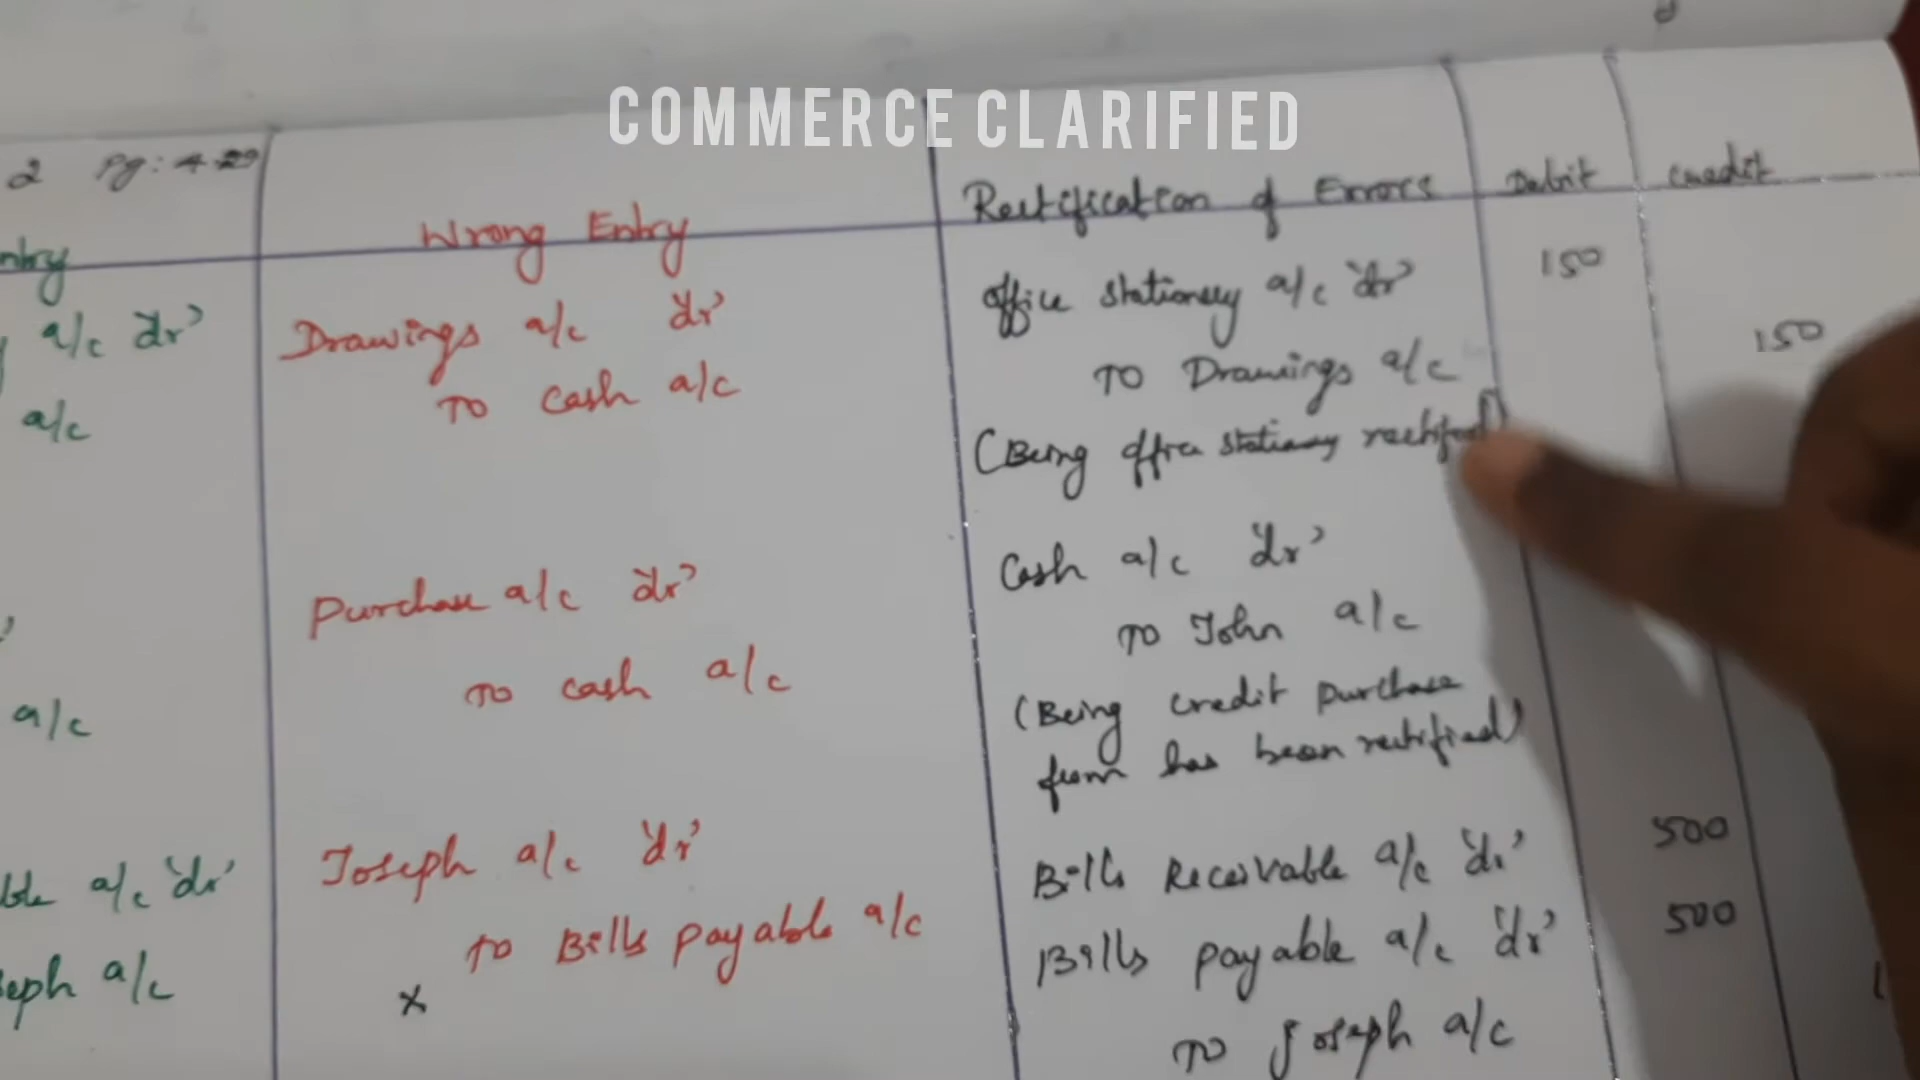 COMMERCE CLARIFIED
2 Pg: 4.29
Wrong Entry
Rectification of Errors
Debit
Credit
a/c 'dr'
a/c
a/c
a/c 'dr'
a/c
Drawings a/c 'dr'
TO Cash a/c
Purchase a/c 'dr'
TO cash a/c
Joseph a/c 'dr'
TO Bills payable a/c
x
office stationery a/c 'dr' 150
TO Drawings a/c 150
(Being office stationery rectified)
Cash a/c 'dr'
TO John a/c
(Being credit purchase
from has been rectified)
Bills Receivable a/c 'dr' 500
Bills payable a/c 'dr' 500
TO Joseph a/c